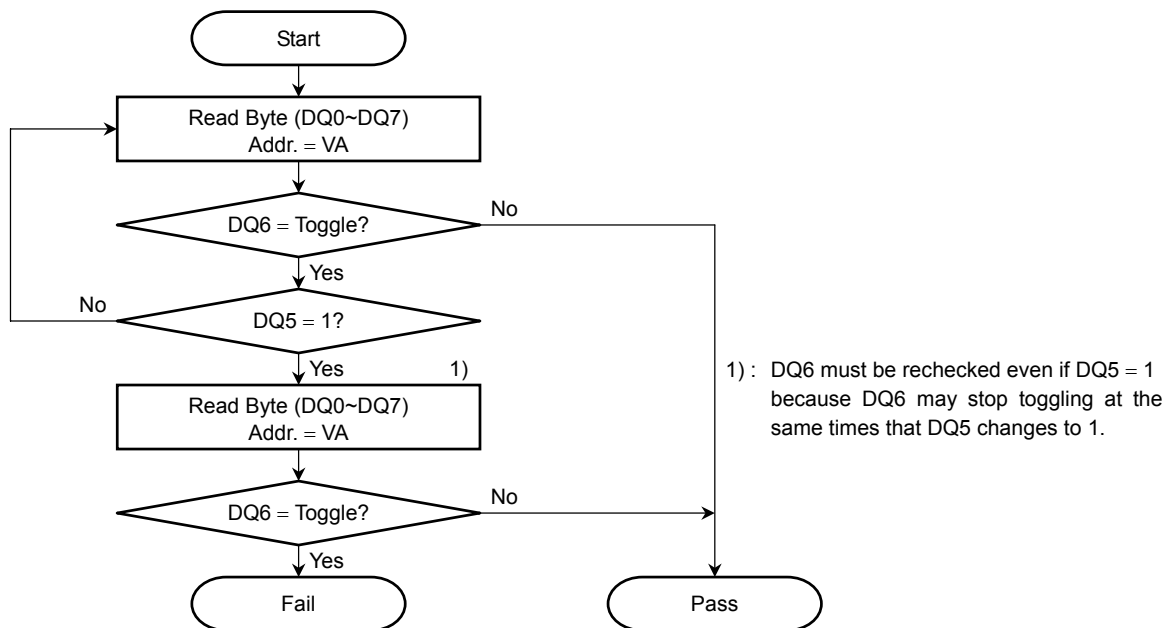 Start
Read Byte (DQ0~DQ7)
Addr. = VA
DQ6 = Toggle?
No
Yes
No
DQ5 = 1?
Yes
1)
Read Byte (DQ0~DQ7)
Addr. = VA
1) : DQ6 must be rechecked even if DQ5 = 1
because DQ6 may stop toggling at the
same times that DQ5 changes to 1.
DQ6 = Toggle?
No
Yes
Fail
Pass